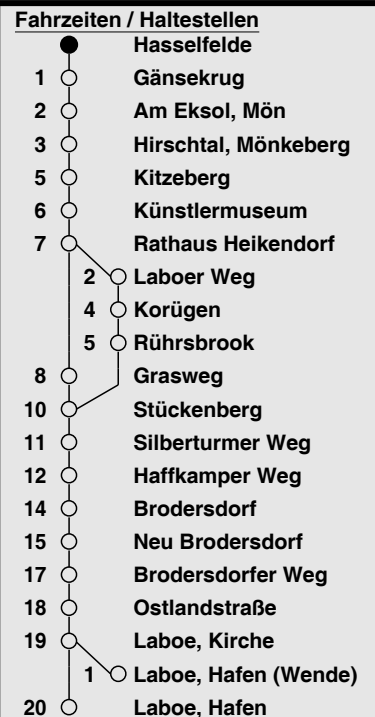 Fahrzeiten / Haltestellen
Hasselfelde
1 Gänsekrug
2 Am Eksol, Mön
3 Hirschtal, Mönkeberg
5 Kitzeberg
6 Künstlermuseum
7 Rathaus Heikendorf
2 Laboer Weg
4 Korügen
5 Rührsbrook
8 Grasweg
10 Stückenberg
11 Silberturmer Weg
12 Haffkamper Weg
14 Brodersdorf
15 Neu Brodersdorf
17 Brodersdorfer Weg
18 Ostlandstraße
19 Laboe, Kirche
1 Laboe, Hafen (Wende)
20 Laboe, Hafen